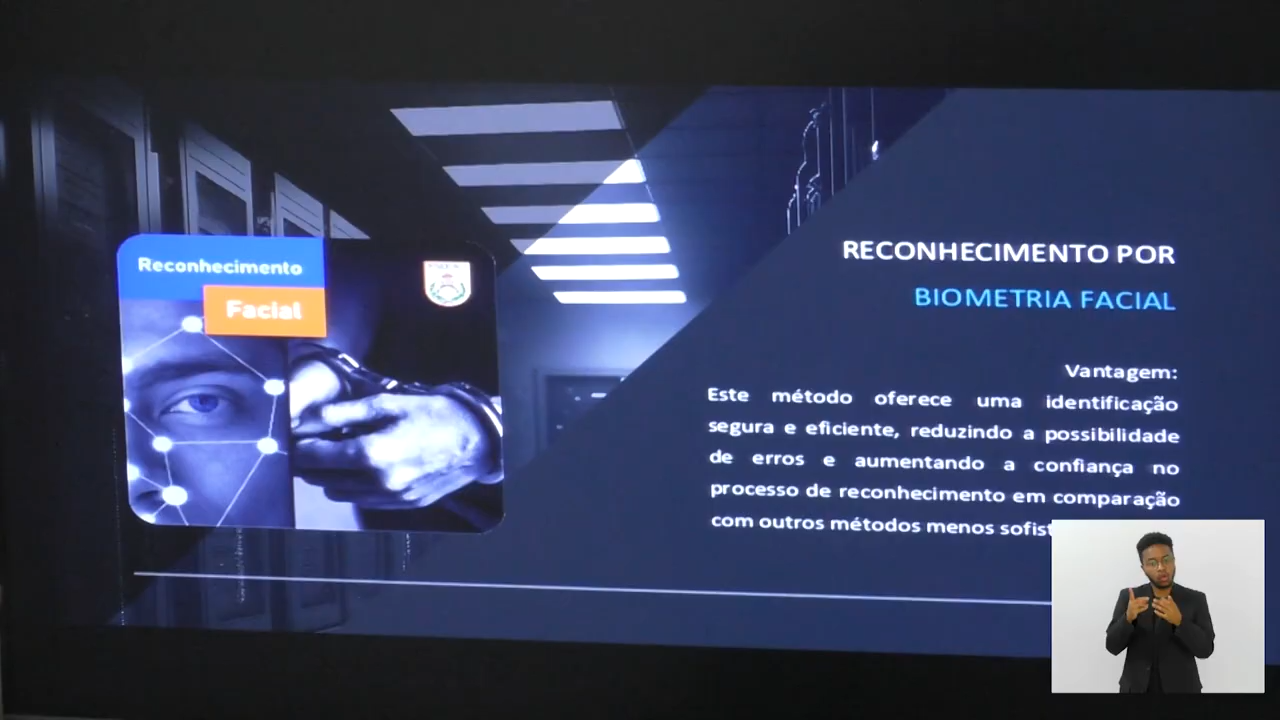 Reconhecimento
Facial
RECONHECIMENTO POR
BIOMETRIA FACIAL
Vantagem:
Este método oferece uma identificação
segura e eficiente, reduzindo a possibilidade
de erros e aumentando a confiança no
processo de reconhecimento em comparação
com outros métodos menos